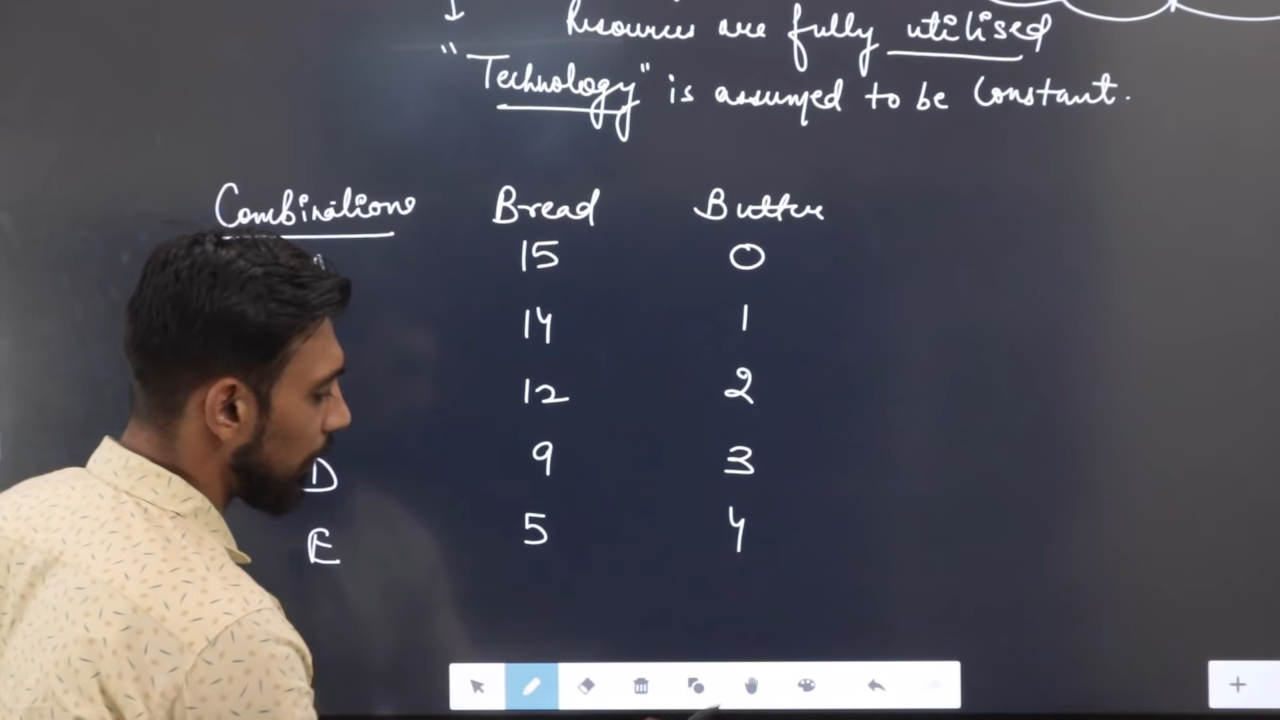 Resources are fully utilised
"Technology" is assumed to be Constant.
Combinations Bread Butter
15 0
14 1
12 2
D 9 3
E 5 4